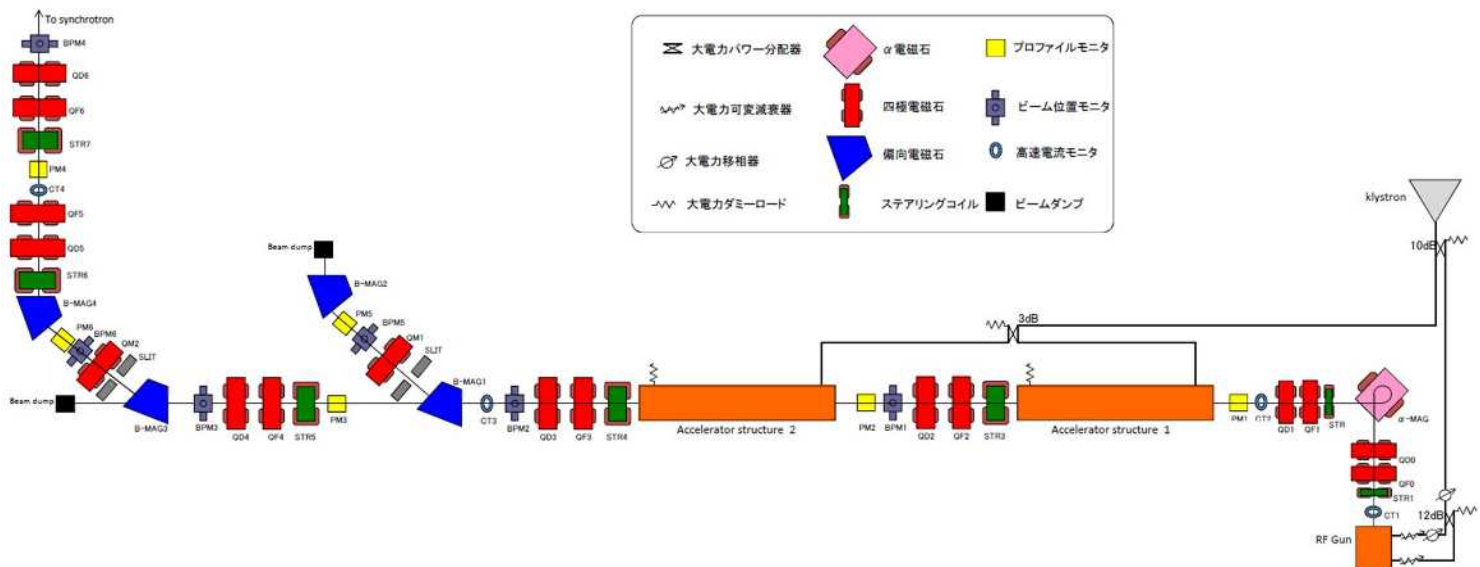 To synchrotron
BPM4
QD6
QF6
STR7
PM4
CT4
QF5
QD5
STR6
B-MAG4
PM6
BPM6
QM2
SLIT
Beam dump
B-MAG3
BPM3
QD4
QF4
STR5
PM3
Beam dump
B-MAG2
PM5
BPM5
QM1
SLIT
B-MAG1
CT3
BPM2
QD3
QF3
STR4
Accelerator structure 2
3dB
PM2
BPM1
QD2
QF2
STR3
Accelerator structure 1
PM1
CT2
QD1
QF1
STR
α-MAG
QD0
QF0
STR1
CT1
12dB
RF Gun
klystron
10dB
大電力パワー分配器
α電磁石
プロファイルモニタ
大電力可変減衰器
四極電磁石
ビーム位置モニタ
大電力移相器
偏向電磁石
高速電流モニタ
大電力ダミーロード
ステアリングコイル
ビームダンプ